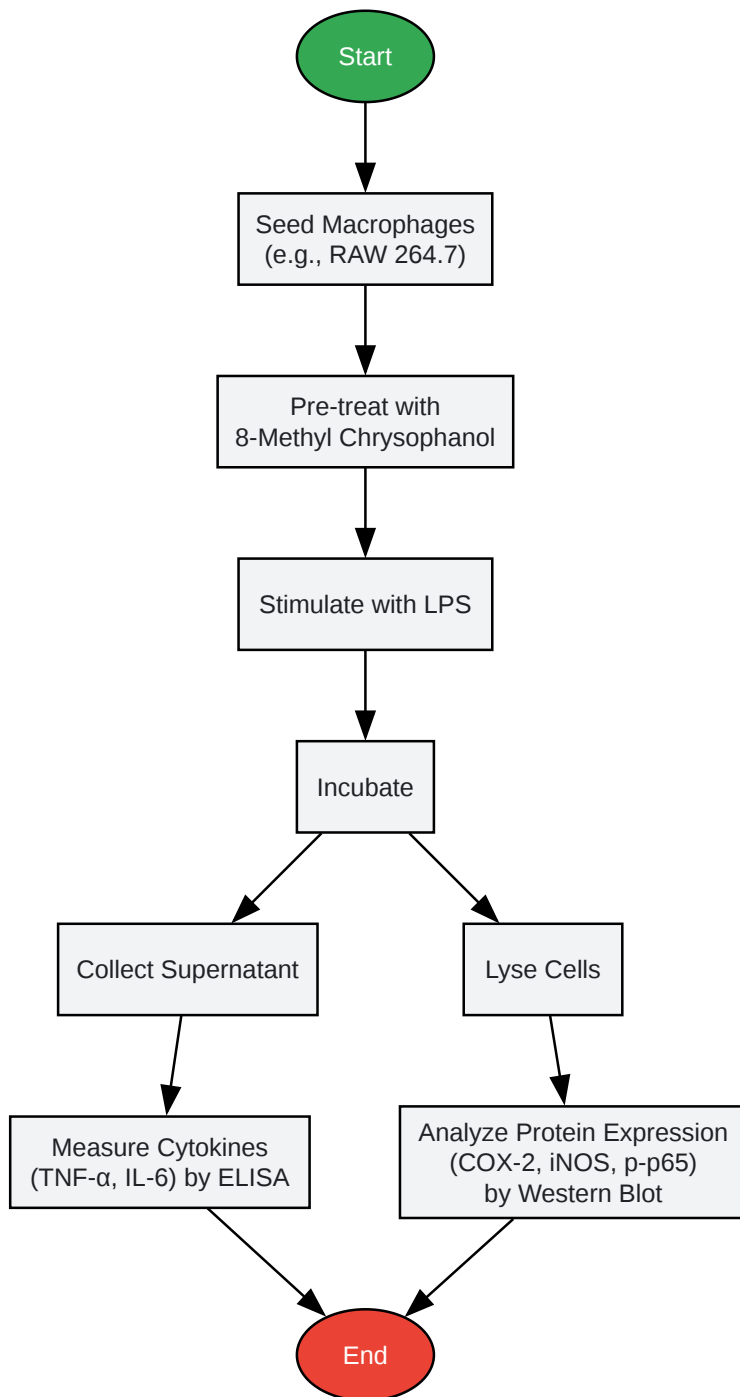 Start
Seed Macrophages
(e.g., RAW 264.7)
Pre-treat with
8-Methyl Chrysophanol
Stimulate with LPS
Incubate
Collect Supernatant
Lyse Cells
Measure Cytokines
(TNF-α, IL-6) by ELISA
Analyze Protein Expression
(COX-2, iNOS, p-p65)
by Western Blot
End